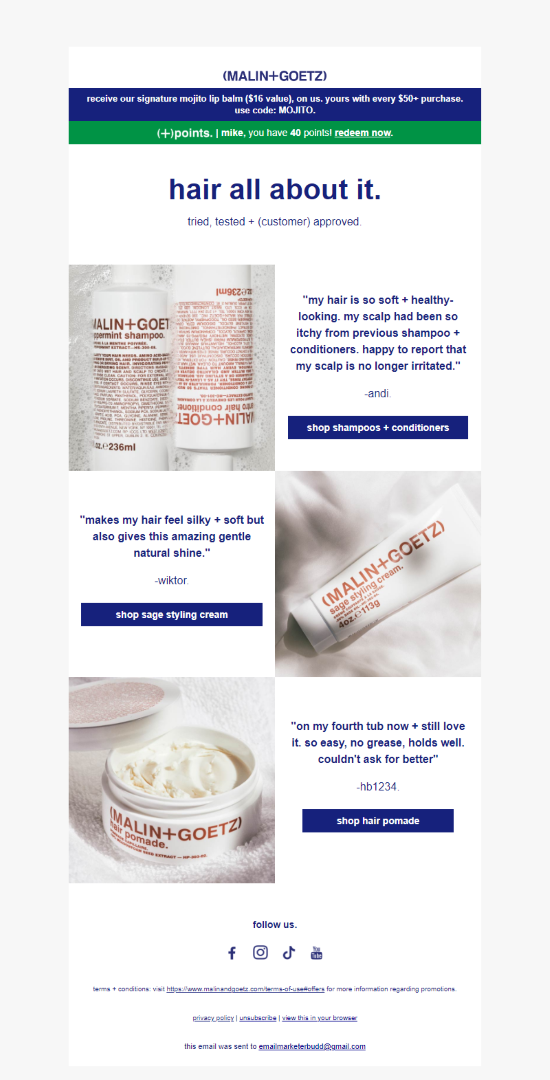 (MALIN+GOETZ)
receive our signature mojito lip balm ($16 value), on us. yours with every $50+ purchase.
use code: MOJITO.
(+)points. | mike, you have 40 points! redeem now.
hair all about it.
tried, tested + (customer) approved.
MALIN+GOET
peppermint shampoo.
oz.℮236ml
oz.℮236ml
intro hair conditioner
MALIN+GOETZ
"my hair is so soft + healthy-
looking. my scalp had been so
itchy from previous shampoo +
conditioners. happy to report that
my scalp is no longer irritated."
-andi.
shop shampoos + conditioners
"makes my hair feel silky + soft but
also gives this amazing gentle
natural shine."
-wiktor.
shop sage styling cream
(MALIN+GOETZ)
sage styling cream.
4oz.℮113g
(MALIN+GOETZ)
hair pomade.
"on my fourth tub now + still love
it. so easy, no grease, holds well.
couldn't ask for better"
-hb1234.
shop hair pomade
follow us.
You
Tube
terms + conditions: visit https://www.malinandgoetz.com/terms-of-use#offers for more information regarding promotions.
privacy policy | unsubscribe | view this in your browser
this email was sent to emailmarketerbudd@gmail.com